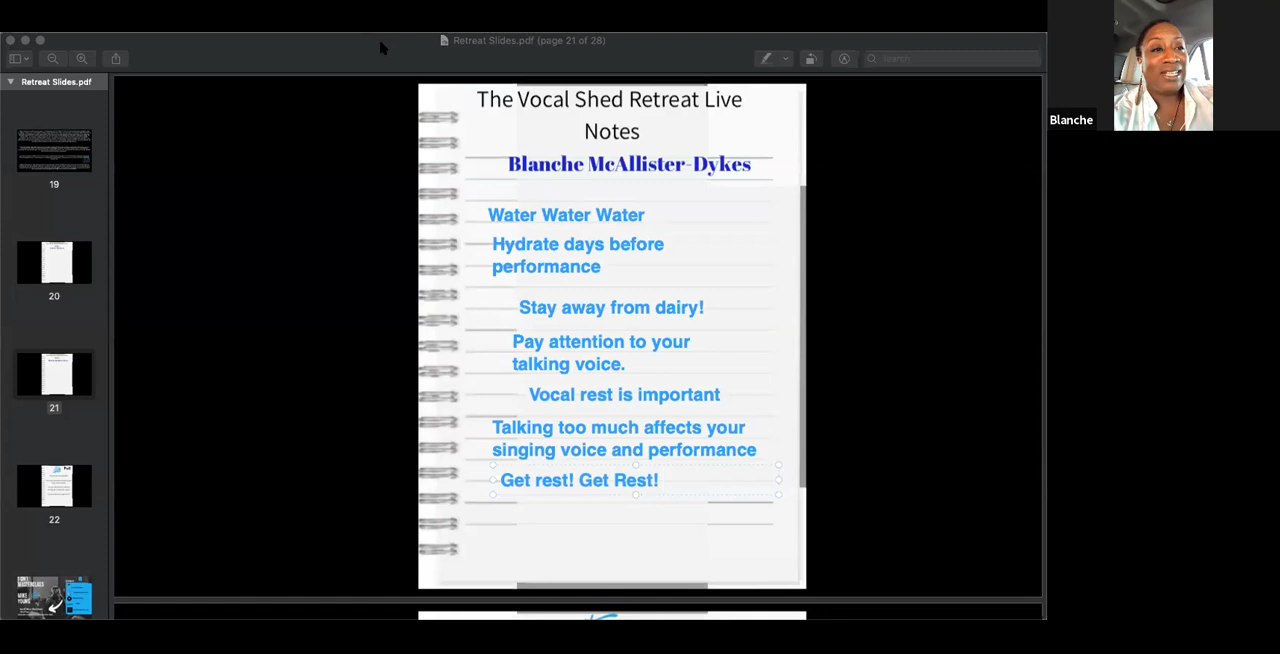 Retreat Slides.pdf (page 21 of 28)
Search
Retreat Slides.pdf
19
20
21
22
The Vocal Shed Retreat Live
Notes
Blanche McAllister-Dykes
Water Water Water
Hydrate days before
performance
Stay away from dairy!
Pay attention to your
talking voice.
Vocal rest is important
Talking too much affects your
singing voice and performance
Get rest! Get Rest!
Blanche